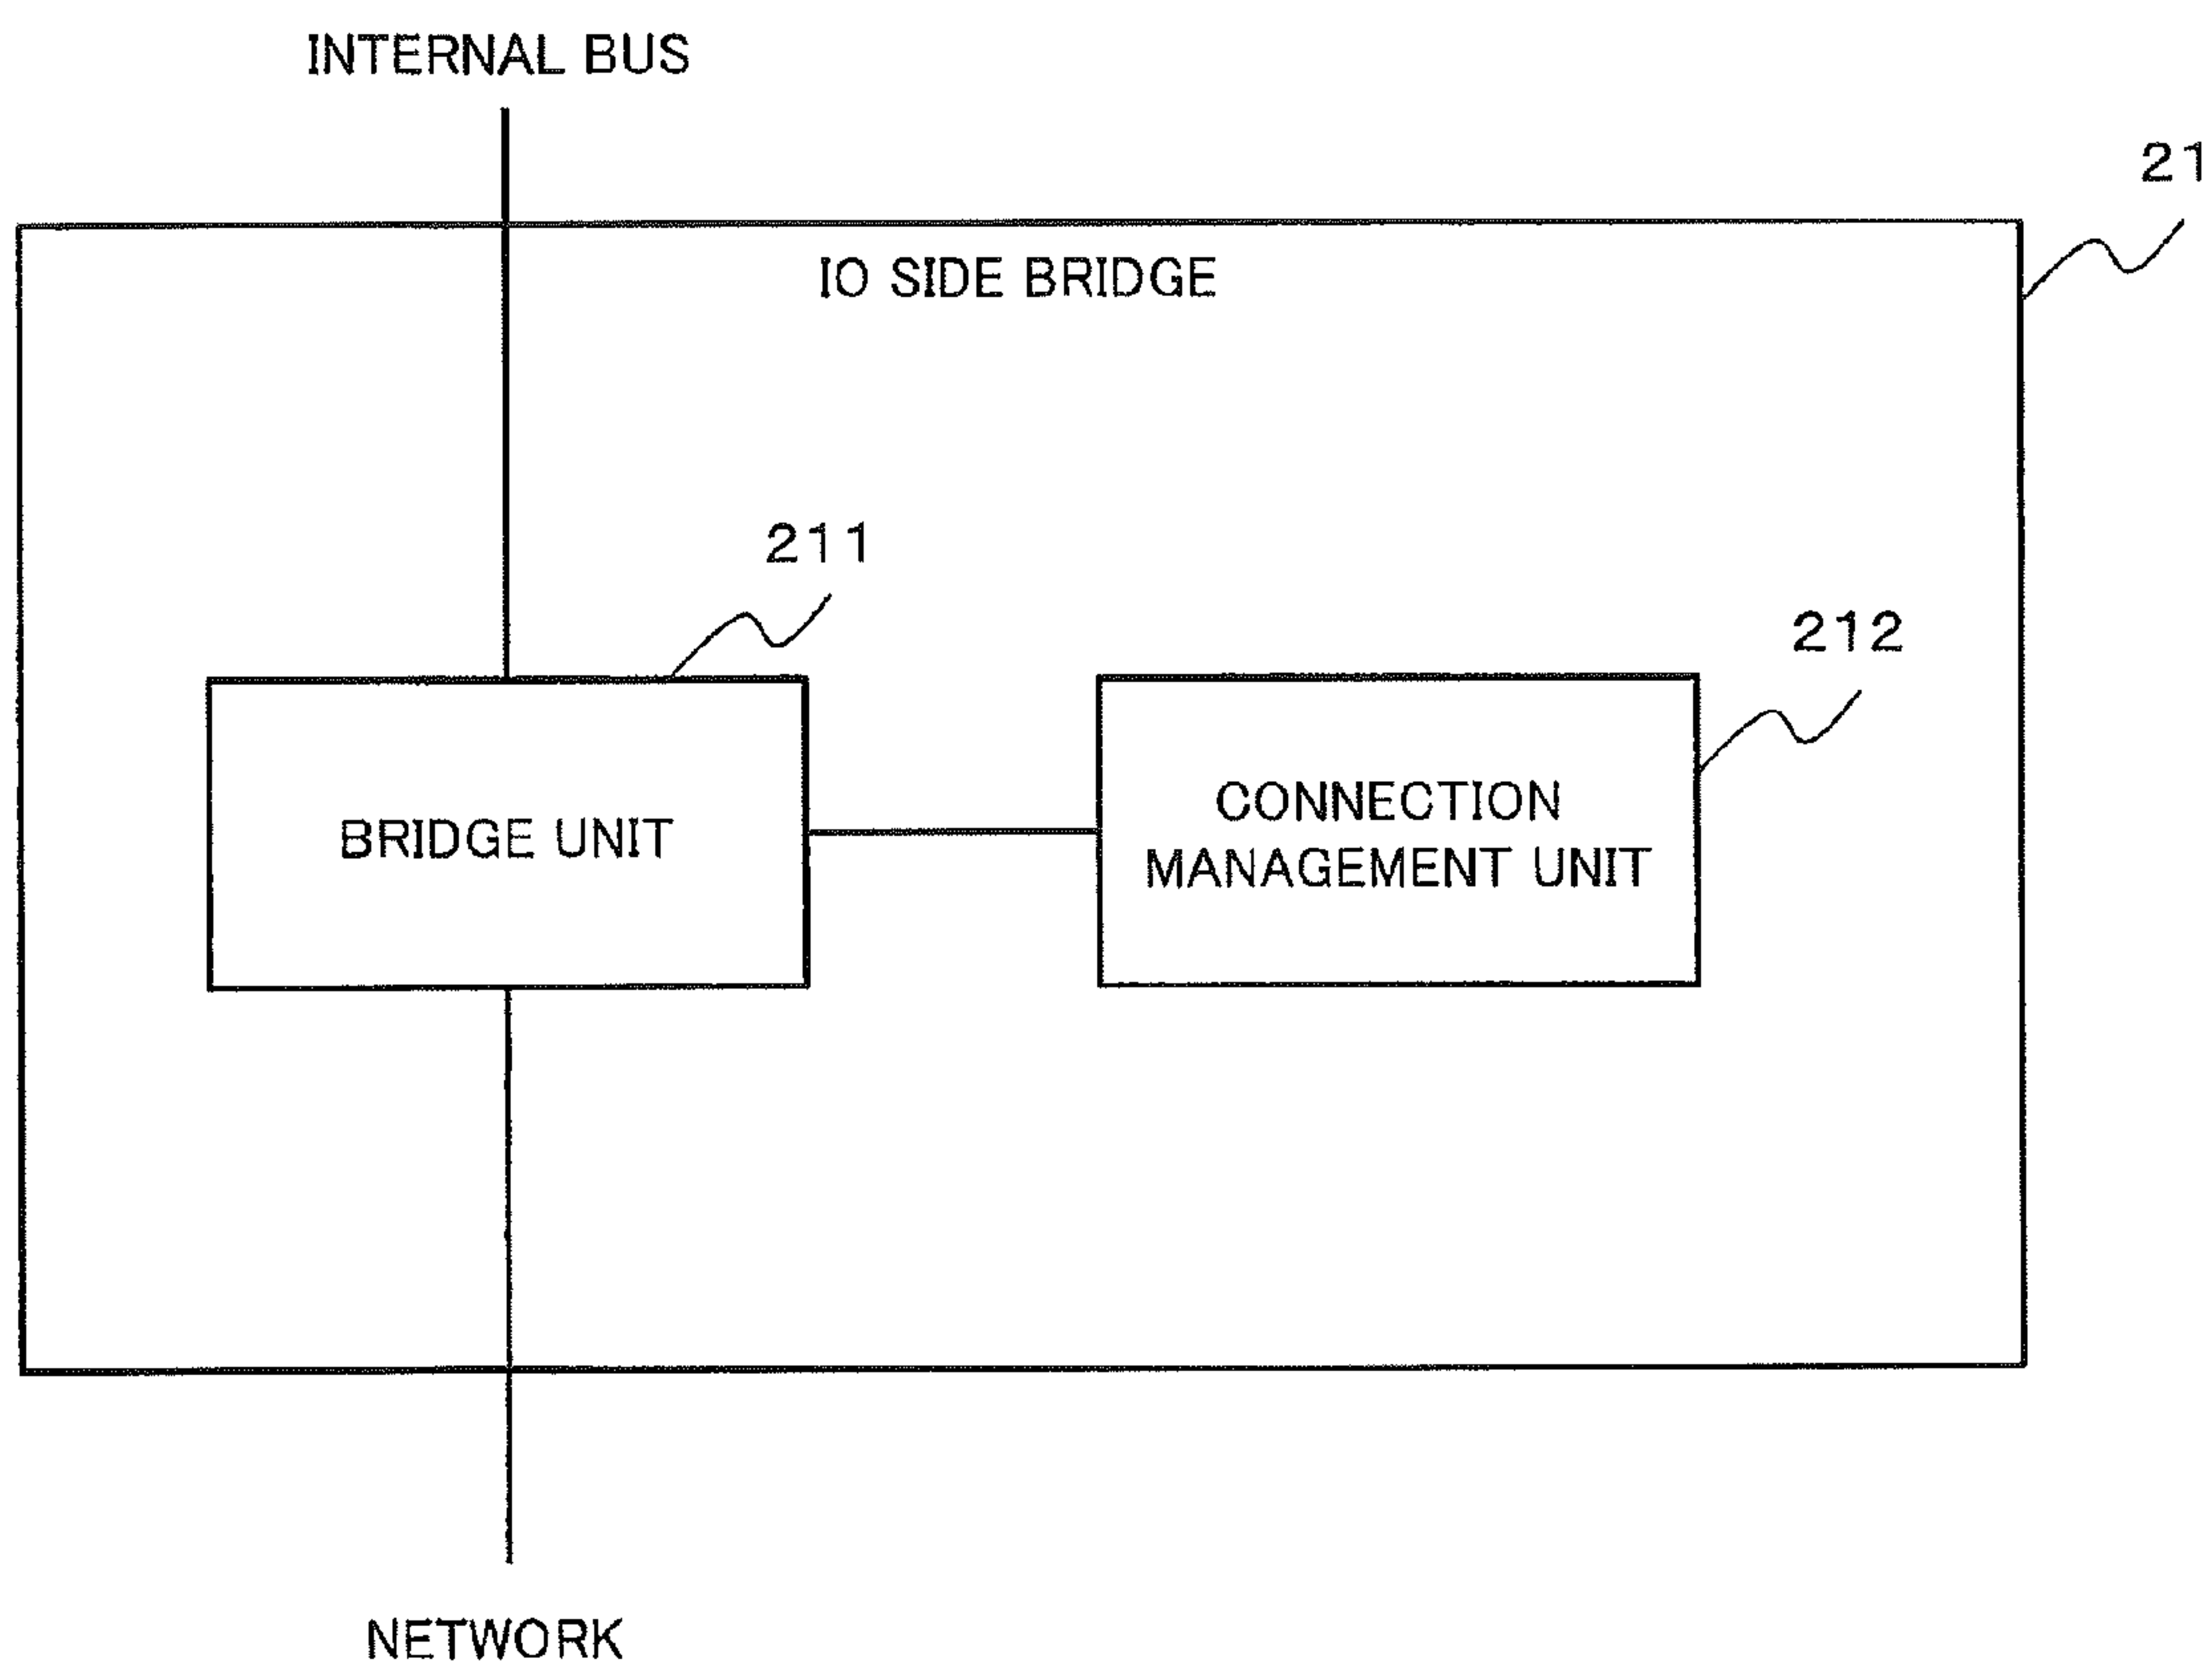 INTERNAL BUS
21
IO SIDE BRIDGE
211
212
BRIDGE UNIT
CONNECTION
MANAGEMENT UNIT
NETWORK